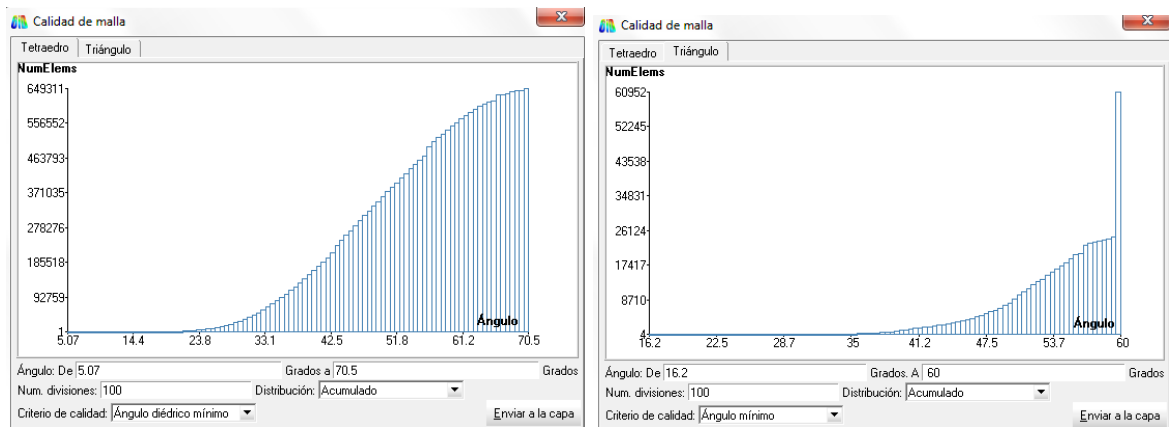 Calidad de malla
Tetraedro Triángulo
NumElems
649311
556552
463793
371035
278276
185518
92759
1
Ángulo
5.07 14.4 23.8 33.1 42.5 51.8 61.2 70.5
Ángulo: De 5.07 Grados a 70.5 Grados
Num. divisiones: 100 Distribución: Acumulado
Criterio de calidad: Ángulo diédrico mínimo Enviar a la capa
Calidad de malla
Tetraedro Triángulo
NumElems
60952
52245
43538
34831
26124
17417
8710
4
Ángulo
16.2 22.5 28.7 35 41.2 47.5 53.7 60
Ángulo: De 16.2 Grados. A 60 Grados
Num. divisiones: 100 Distribución: Acumulado
Criterio de calidad: Ángulo mínimo Enviar a la capa